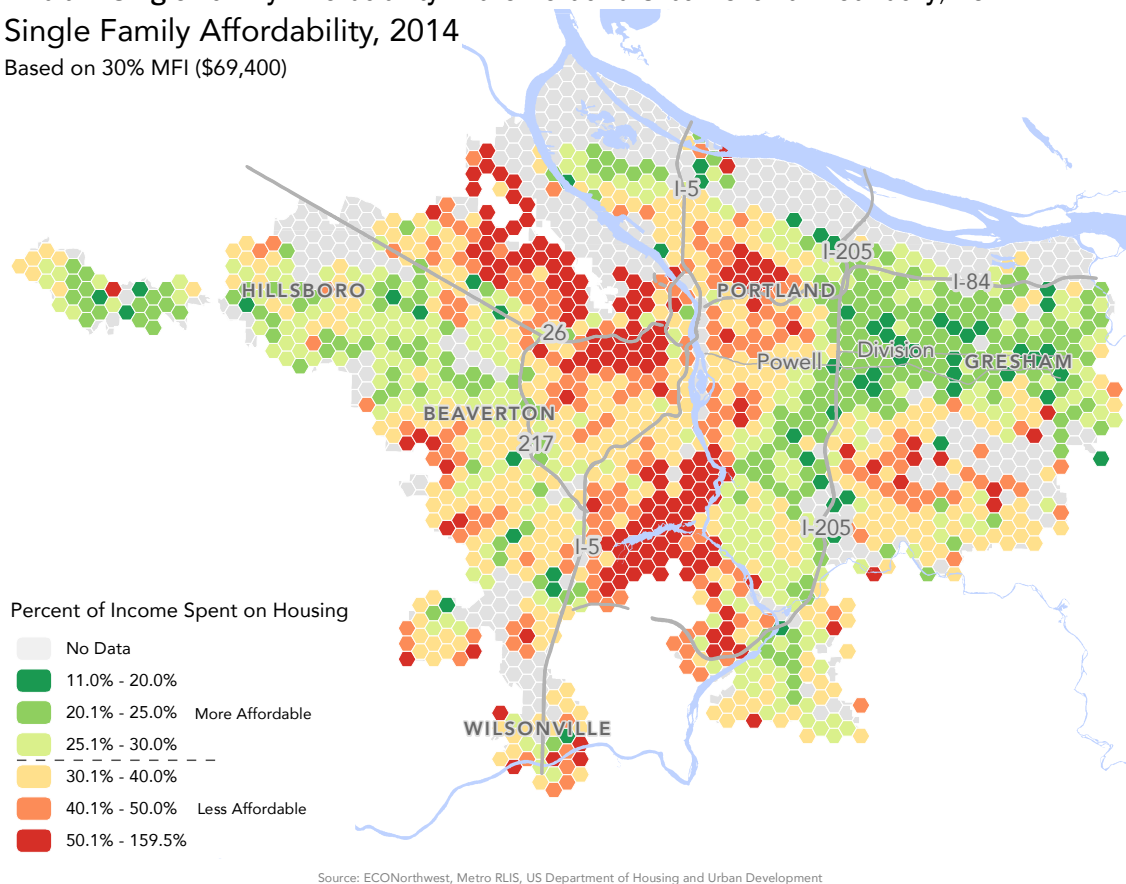 Single Family Affordability, 2014
Based on 30% MFI ($69,400)
I-5
I-205
I-84
HILLSBORO
PORTLAND
26
Division
Powell
GRESHAM
BEAVERTON
217
I-205
I-5
WILSONVILLE
Percent of Income Spent on Housing
No Data
11.0% - 20.0%
20.1% - 25.0% More Affordable
25.1% - 30.0%
30.1% - 40.0%
40.1% - 50.0% Less Affordable
50.1% - 159.5%
Source: ECONorthwest, Metro RLIS, US Department of Housing and Urban Development